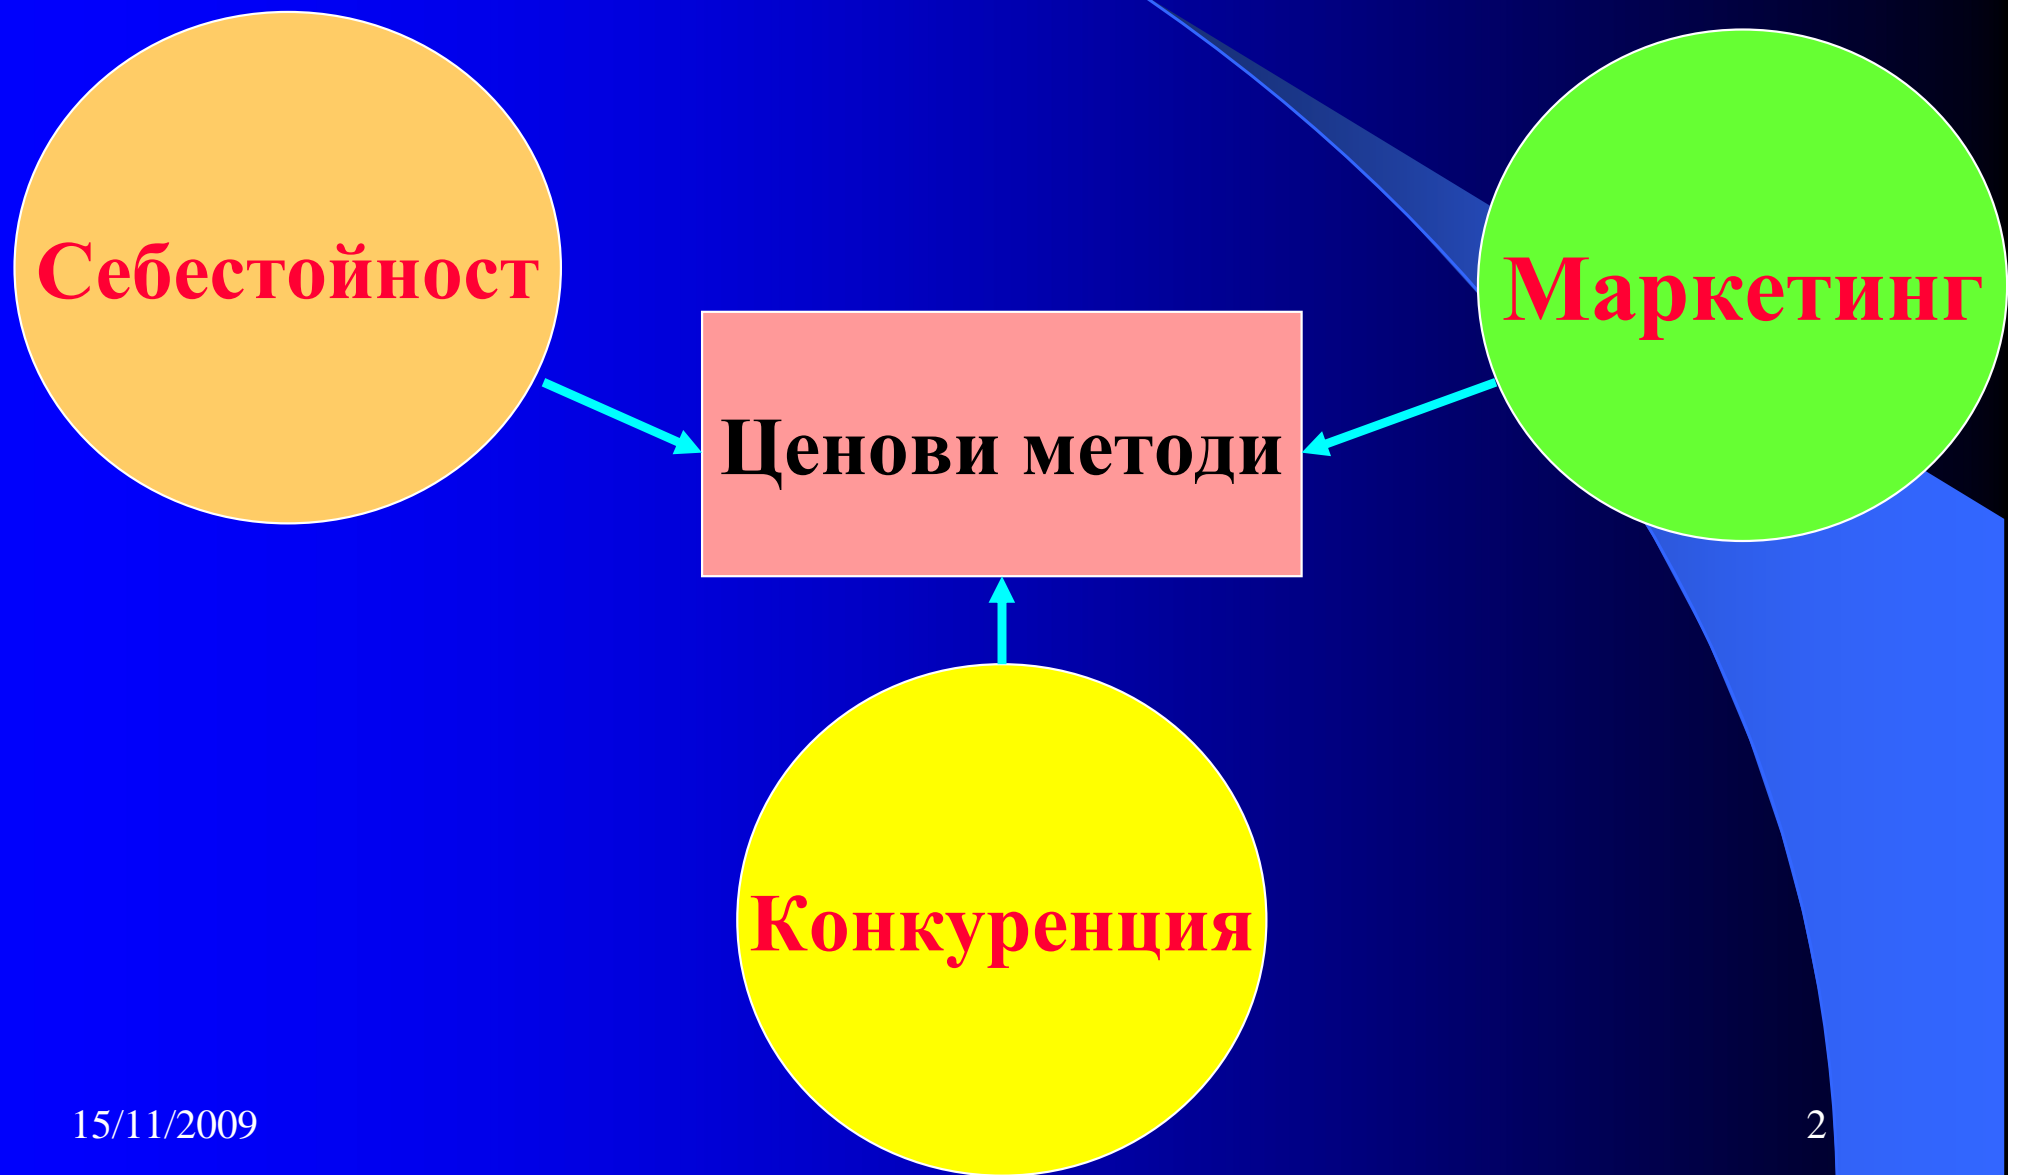 Себестойност
Маркетинг
Ценови методи
Конкуренция
15/11/2009
2